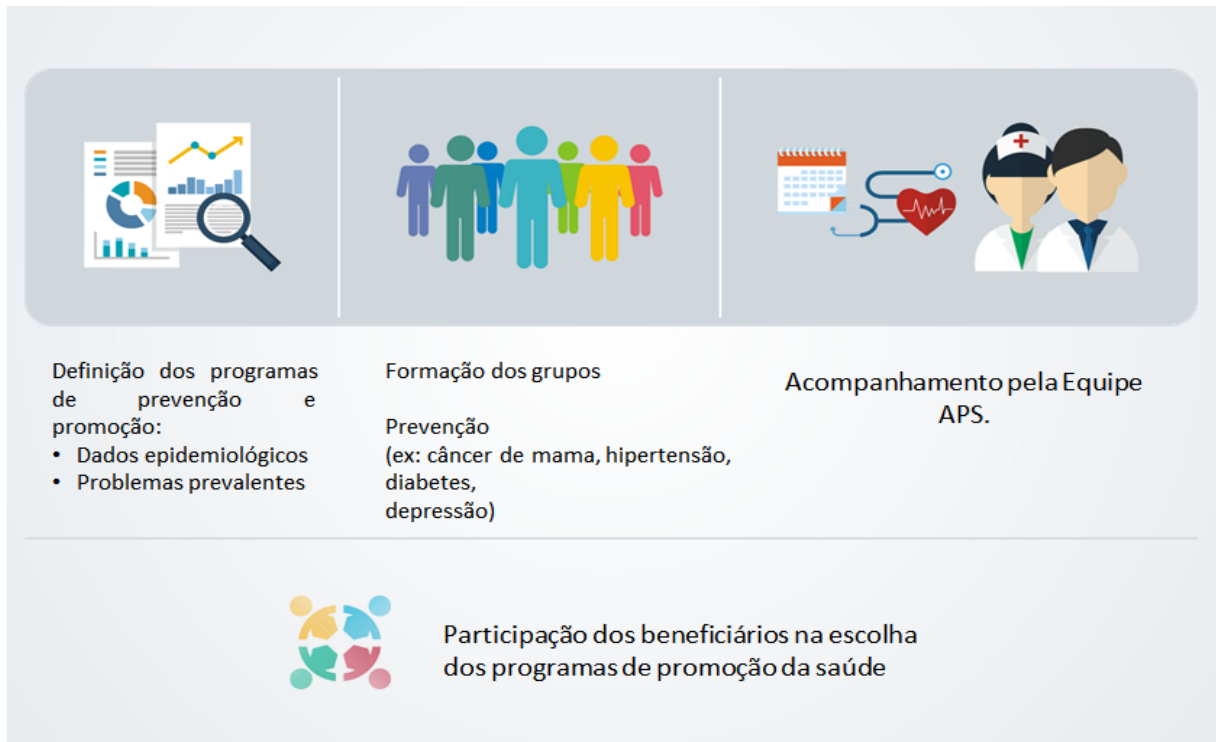 Definição dos programas
de prevenção e
promoção:
• Dados epidemiológicos
• Problemas prevalentes
Formação dos grupos
Prevenção
(ex: câncer de mama, hipertensão,
diabetes,
depressão)
Acompanhamento pela Equipe
APS.
Participação dos beneficiários na escolha
dos programas de promoção da saúde